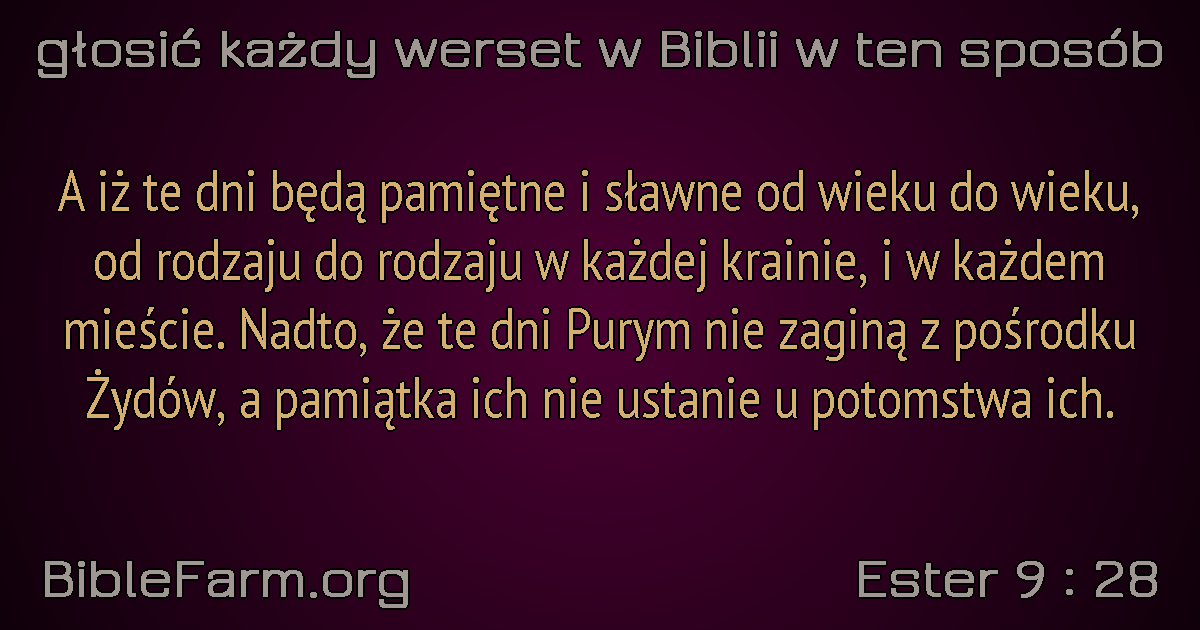 głosić każdy werset w Biblii w ten sposób
A iż te dni będą pamiętne i sławne od wieku do wieku,
od rodzaju do rodzaju w każdej krainie, i w każdem
mieście. Nadto, że te dni Purym nie zaginą z pośrodku
Żydów, a pamiątka ich nie ustanie u potomstwa ich.
BibleFarm.org
Ester 9 : 28